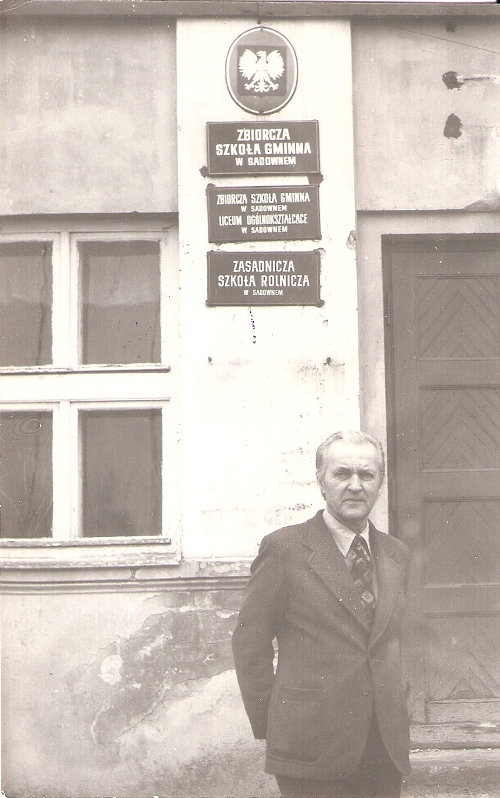 ZBIORCZA
SZKOŁA GMINNA
W SADOWNEM
ZBIORCZA SZKOŁA GMINNA
W SADOWNEM
LICEUM OGÓLNOKSZTAŁCĄCE
W SADOWNEM
ZASADNICZA
SZKOŁA ROLNICZA
W SADOWNEM